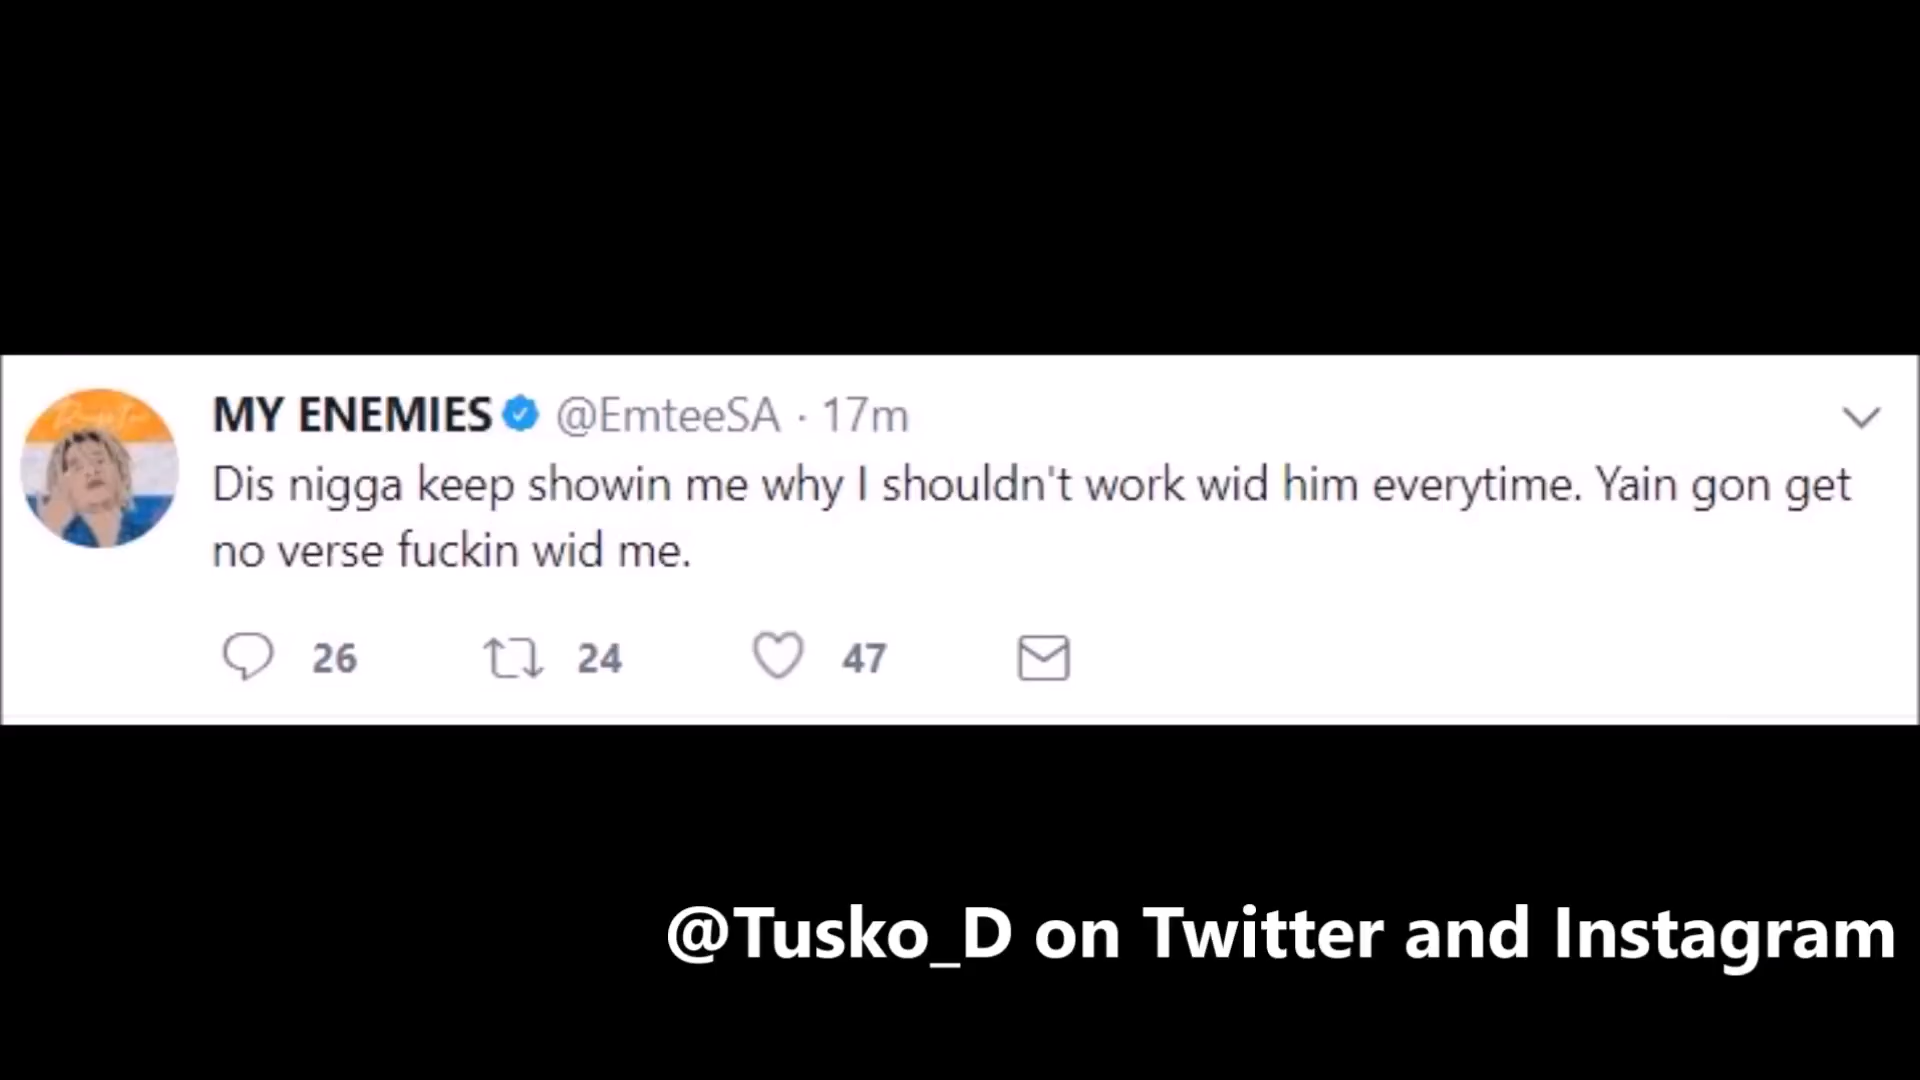 MY ENEMIES @EmteeSA · 17m
Dis nigga keep showin me why I shouldn't work wid him everytime. Yain gon get
no verse fuckin wid me.
26 24 47
@Tusko_D on Twitter and Instagram